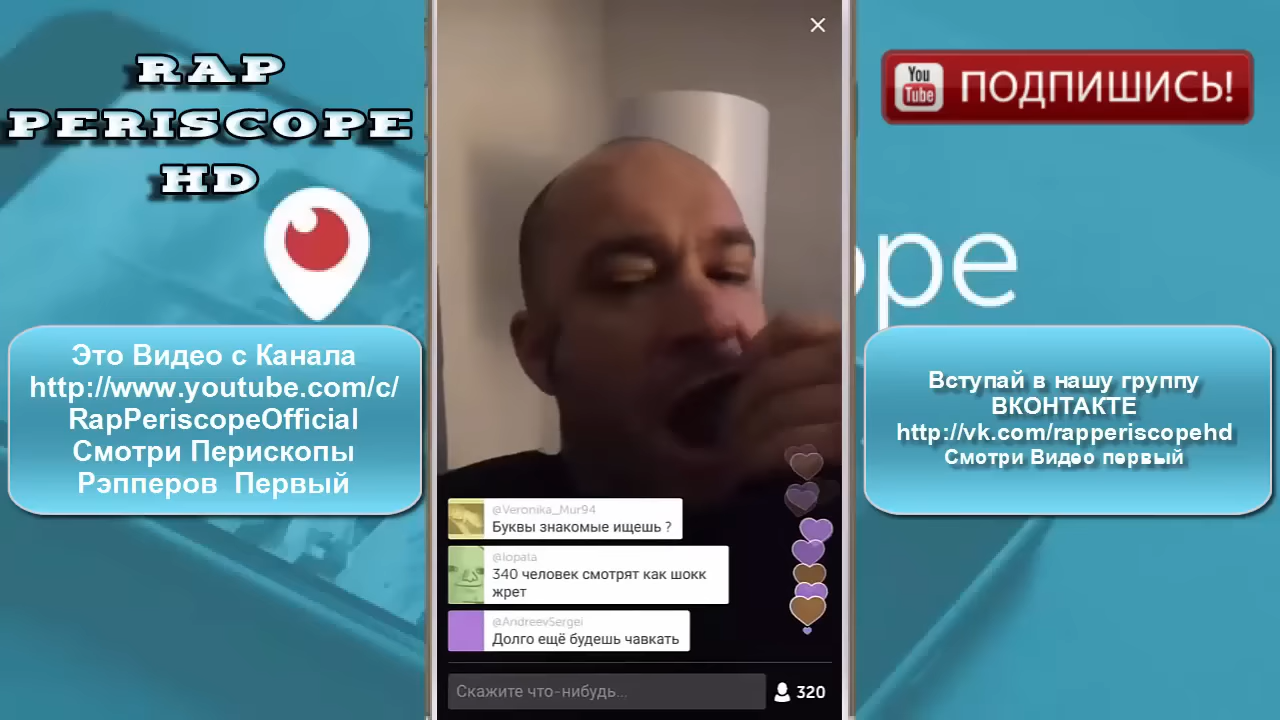 RAP
PERISCOPE
HD
You
Tube
ПОДПИШИСЬ!
ope
Это Видео с Канала
http://www.youtube.com/c/
RapPeriscopeOfficial
Смотри Перископы
Рэпперов Первый
Вступай в нашу группу
ВКОНТАКТЕ
http://vk.com/rapperiscopehd
Смотри Видео первый
@Veronika_Mur94
Буквы знакомые ищешь ?
@lopata
340 человек смотрят как шокк
жрет
@AndreevSergei
Долго ещё будешь чавкать
Скажите что-нибудь...
320